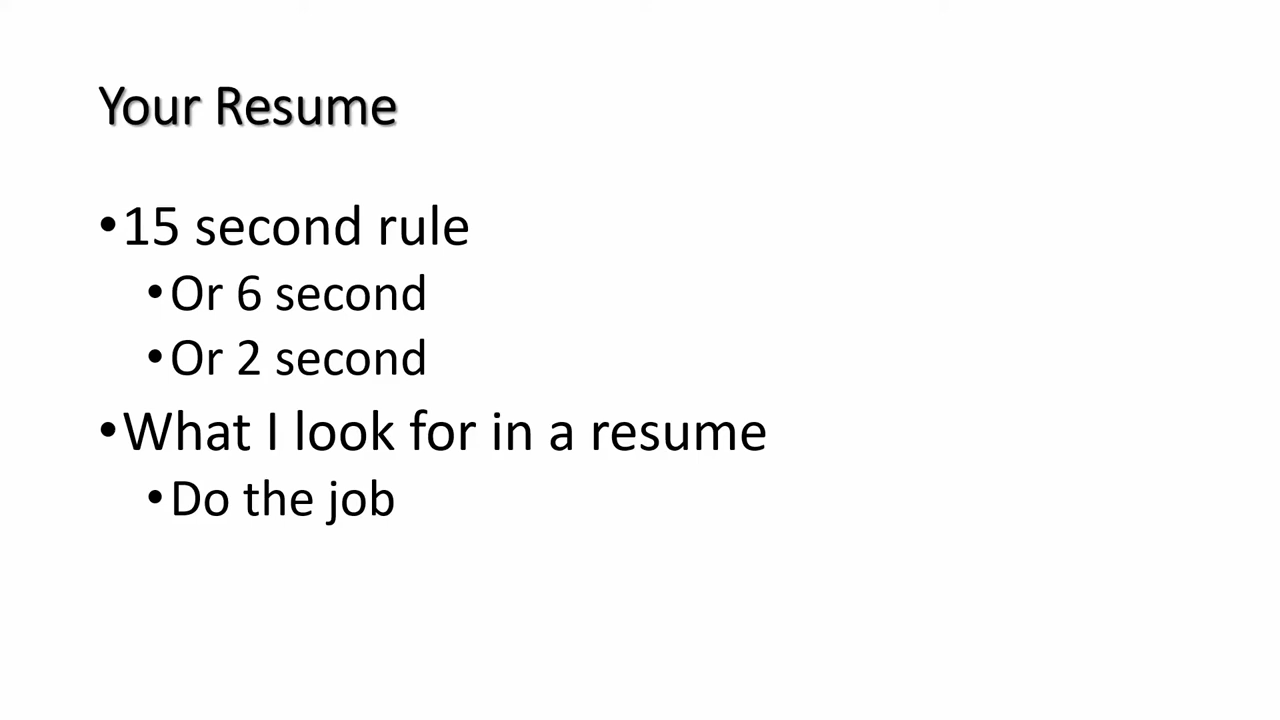 Your Resume
•15 second rule
•Or 6 second
•Or 2 second
•What I look for in a resume
•Do the job